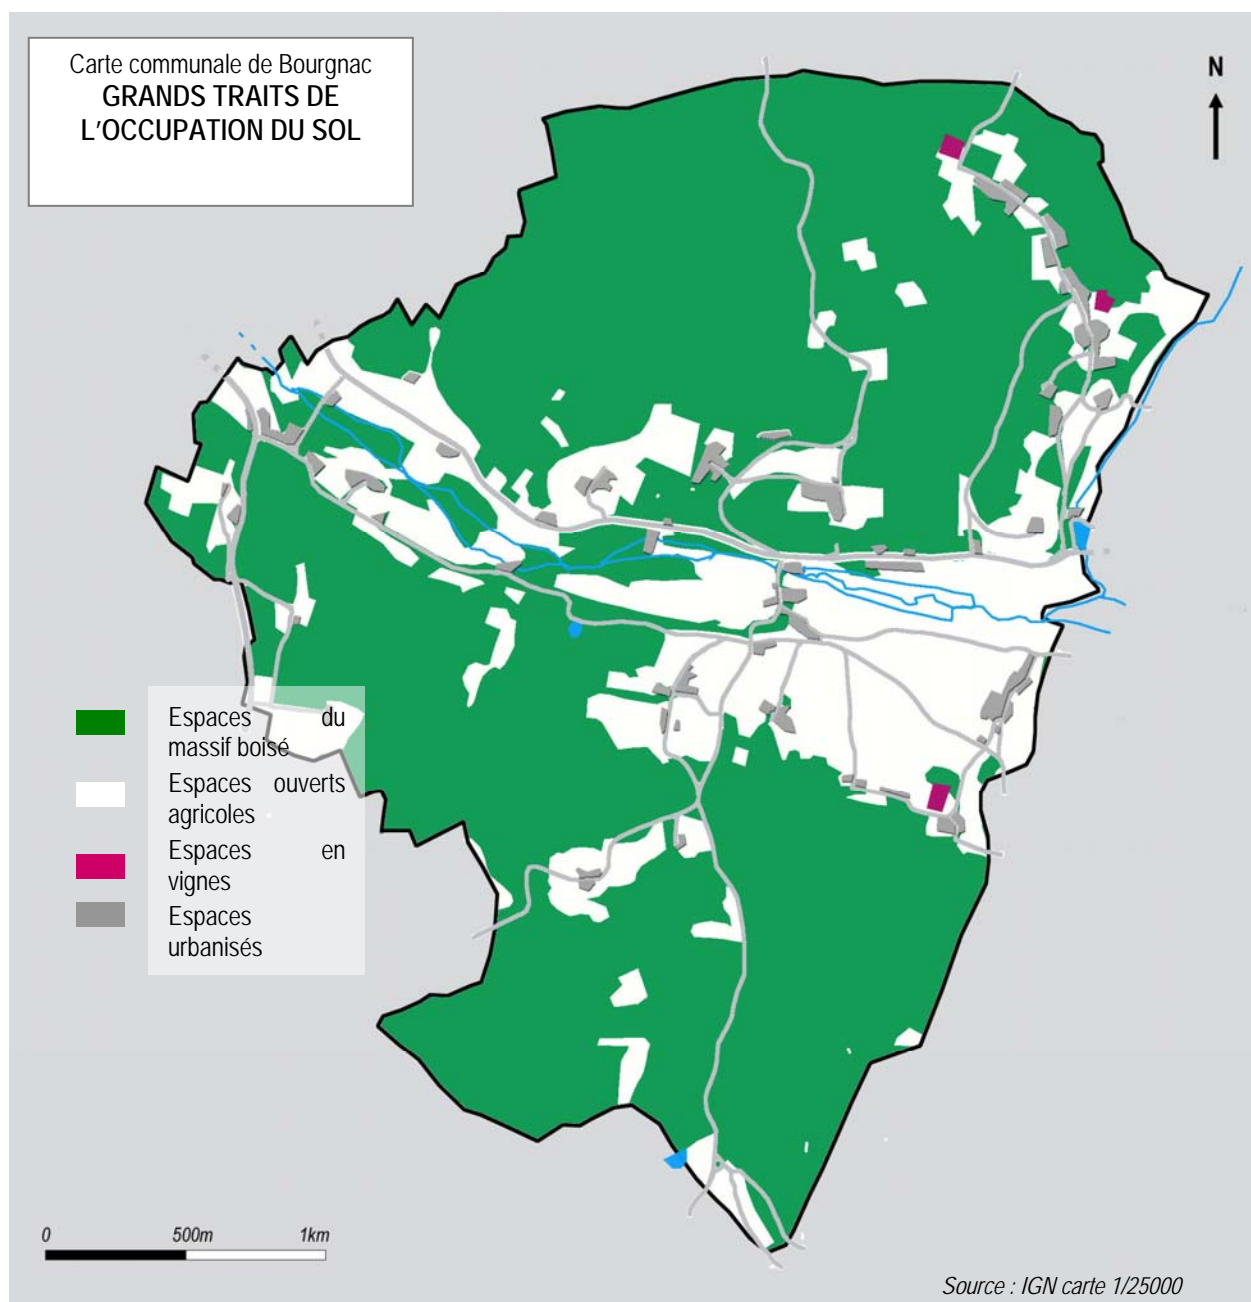 Carte communale de Bourgnac
GRANDS TRAITS DE
L'OCCUPATION DU SOL
N
Espaces du
massif boisé
Espaces ouverts
agricoles
Espaces en
vignes
Espaces
urbanisés
0 500m 1km
Source : IGN carte 1/25000